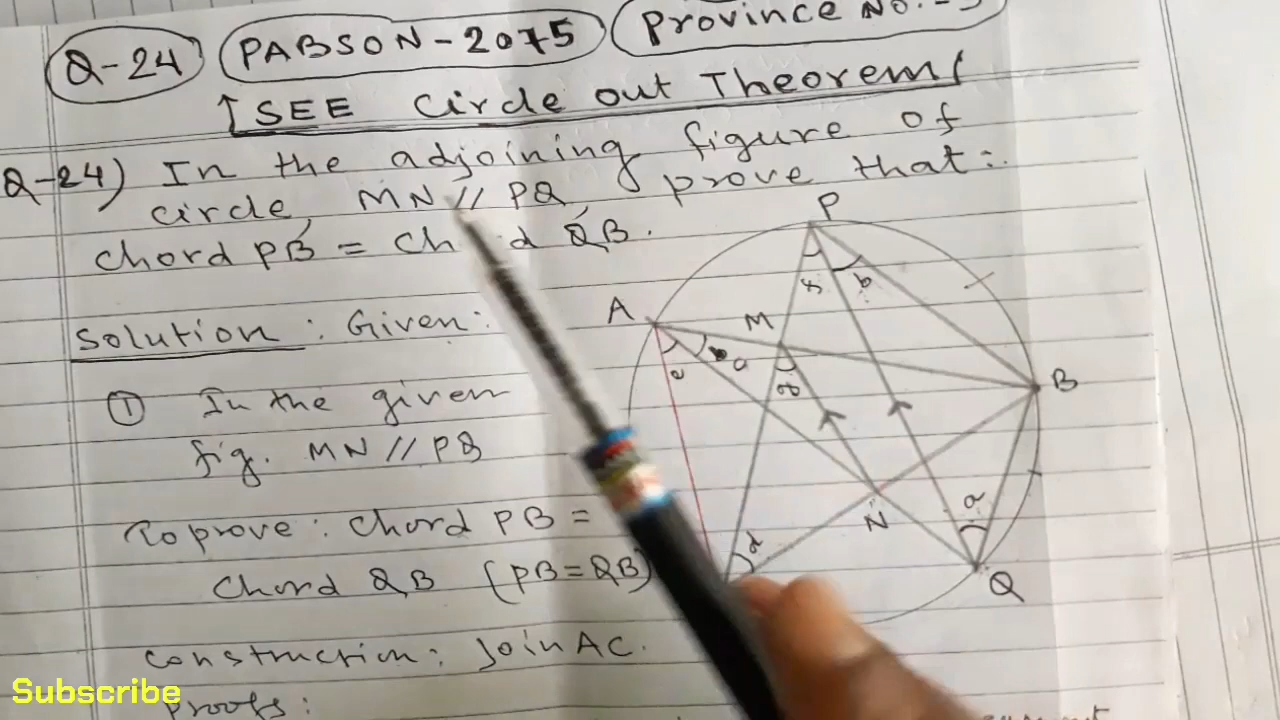 Q-24 PABSON-2075 Province No.-
↑SEE Circle out Theorem/
Q-24) In the adjoining figure of
circle, MN // PQ, prove that:
chord PB = Ch d QB.
P
A
M
B
N
Q
x
b
a
e
d
a
Solution: Given:
① In the given
fig. MN // PQ
To prove: Chord PB =
Chord QB (PB=QB)
Construction: Join AC.
Proofs:
Subscribe